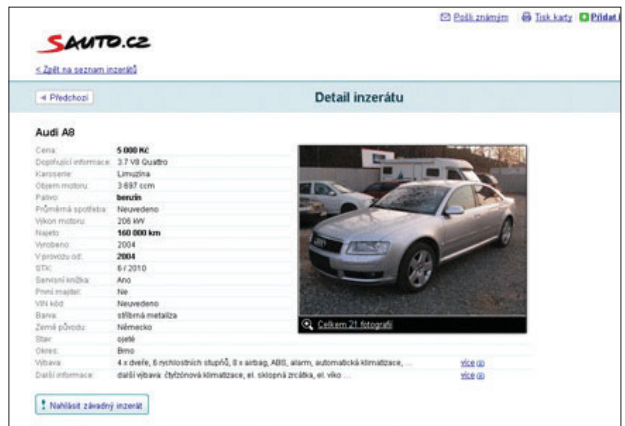 Pošli známým Tisk karty Přidat
SAUTO.CZ
< Zpět na seznam inzerátů
Předchozí
Detail inzerátu
Audi A8
Cena: 5 000 Kč
Doplňující informace: 3.7 V8 Quattro
Karoserie: Limuzína
Objem motoru: 3 697 ccm
Palivo: benzín
Průměrná spotřeba: Neuvedeno
Výkon motoru: 206 kW
Najeto: 160 000 km
Vyrobeno: 2004
V provozu od: 2004
STK: 6 / 2010
Servisní knížka: Ano
První majitel: Ne
VIN kód: Neuvedeno
Barva: stříbrná metalíza
Země původu: Německo
Stav: ojeté
Okres: Brno
Výbava: 4 x dveře, 6 rychlostních stupňů, 8 x airbag, ABS, alarm, automatická klimatizace, ... více
Další informace: další výbava: čtyřzónová klimatizace, el. sklopná zrcátka, el. víko ... více
Celkem 21 fotografií
Nahlásit závadný inzerát